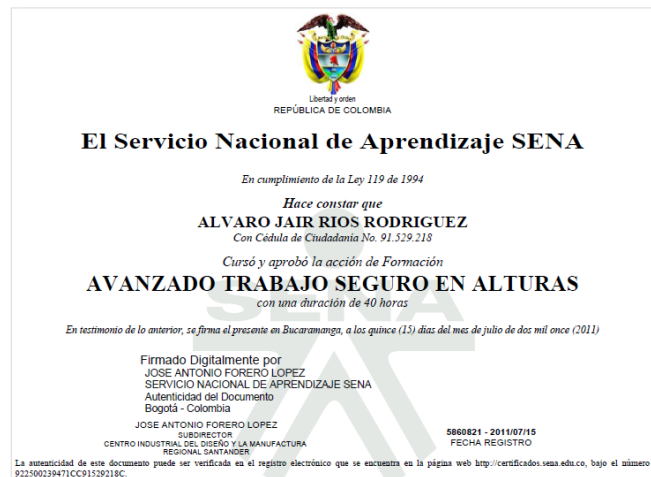 Libertad y orden
REPÚBLICA DE COLOMBIA
El Servicio Nacional de Aprendizaje SENA
En cumplimiento de la Ley 119 de 1994
Hace constar que
ALVARO JAIR RIOS RODRIGUEZ
Con Cédula de Ciudadanía No. 91.529.218
Cursó y aprobó la acción de Formación
AVANZADO TRABAJO SEGURO EN ALTURAS
con una duración de 40 horas
SENA
En testimonio de lo anterior, se firma el presente en Bucaramanga, a los quince (15) días del mes de julio de dos mil once (2011)
Firmado Digitalmente por
JOSE ANTONIO FORERO LOPEZ
SERVICIO NACIONAL DE APRENDIZAJE SENA
Autenticidad del Documento
Bogotá - Colombia
JOSE ANTONIO FORERO LOPEZ
SUBDIRECTOR
CENTRO INDUSTRIAL DEL DISEÑO Y LA MANUFACTURA
REGIONAL SANTANDER
5860821 - 2011/07/15
FECHA REGISTRO
La autenticidad de este documento puede ser verificada en el registro electrónico que se encuentra en la página web http://certificados.sena.edu.co, bajo el número
922500239471CC91529218C.